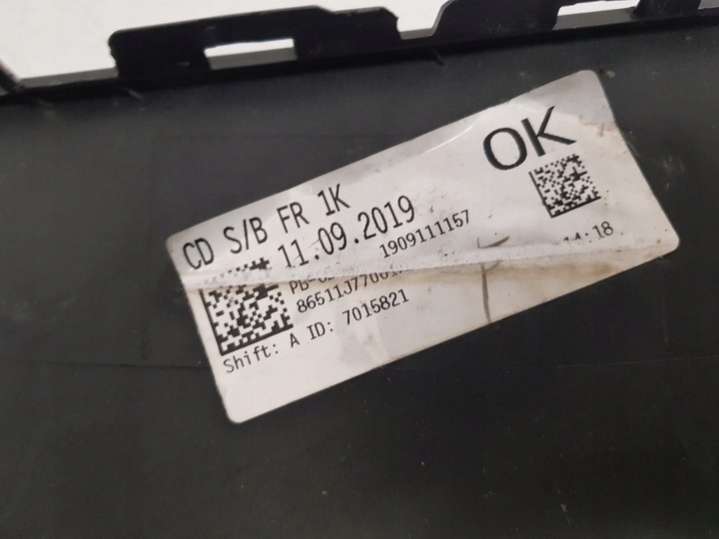 CD S/B FR 1K
OK
11.09.2019
1909111157
14:18
Shift: A ID: 7015821